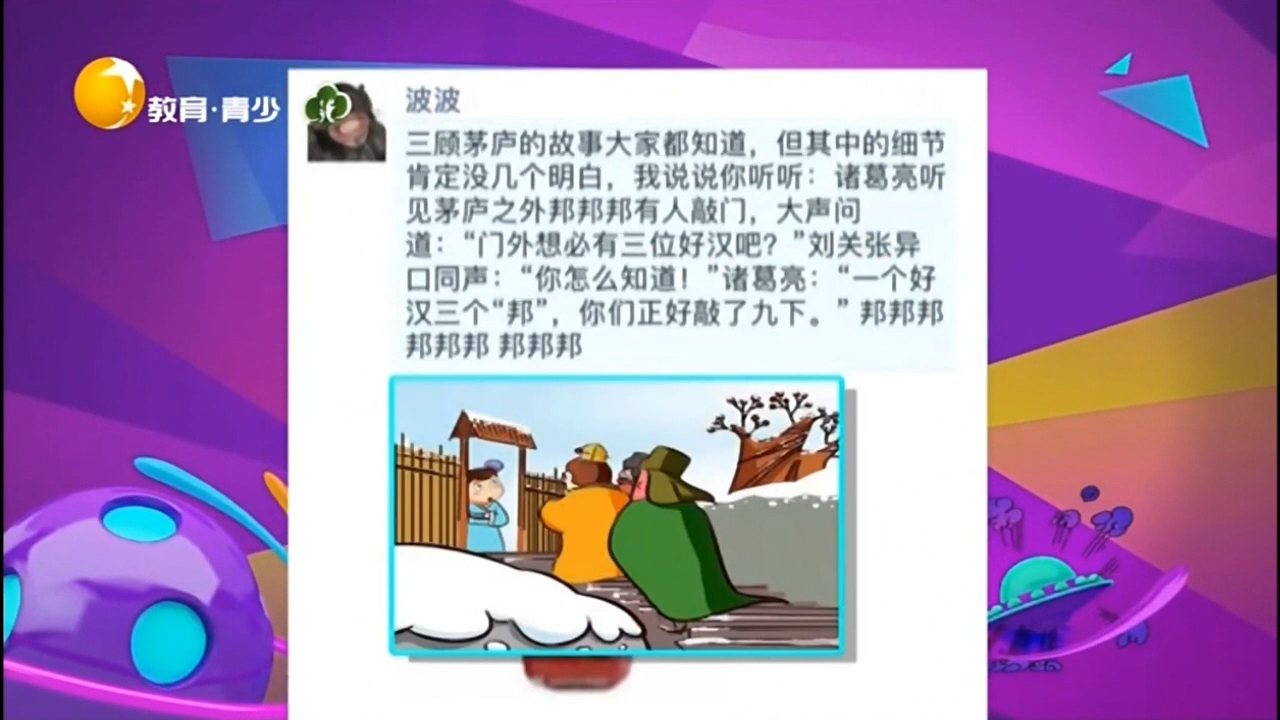 教育·青少
波波
三顾茅庐的故事大家都知道，但其中的细节
肯定没几个明白，我说说你听听：诸葛亮听
见茅庐之外邦邦邦有人敲门，大声问
道：“门外想必有三位好汉吧？”刘关张异
口同声：“你怎么知道！”诸葛亮：“一个好
汉三个“邦”，你们正好敲了九下。” 邦邦邦
邦邦邦 邦邦邦